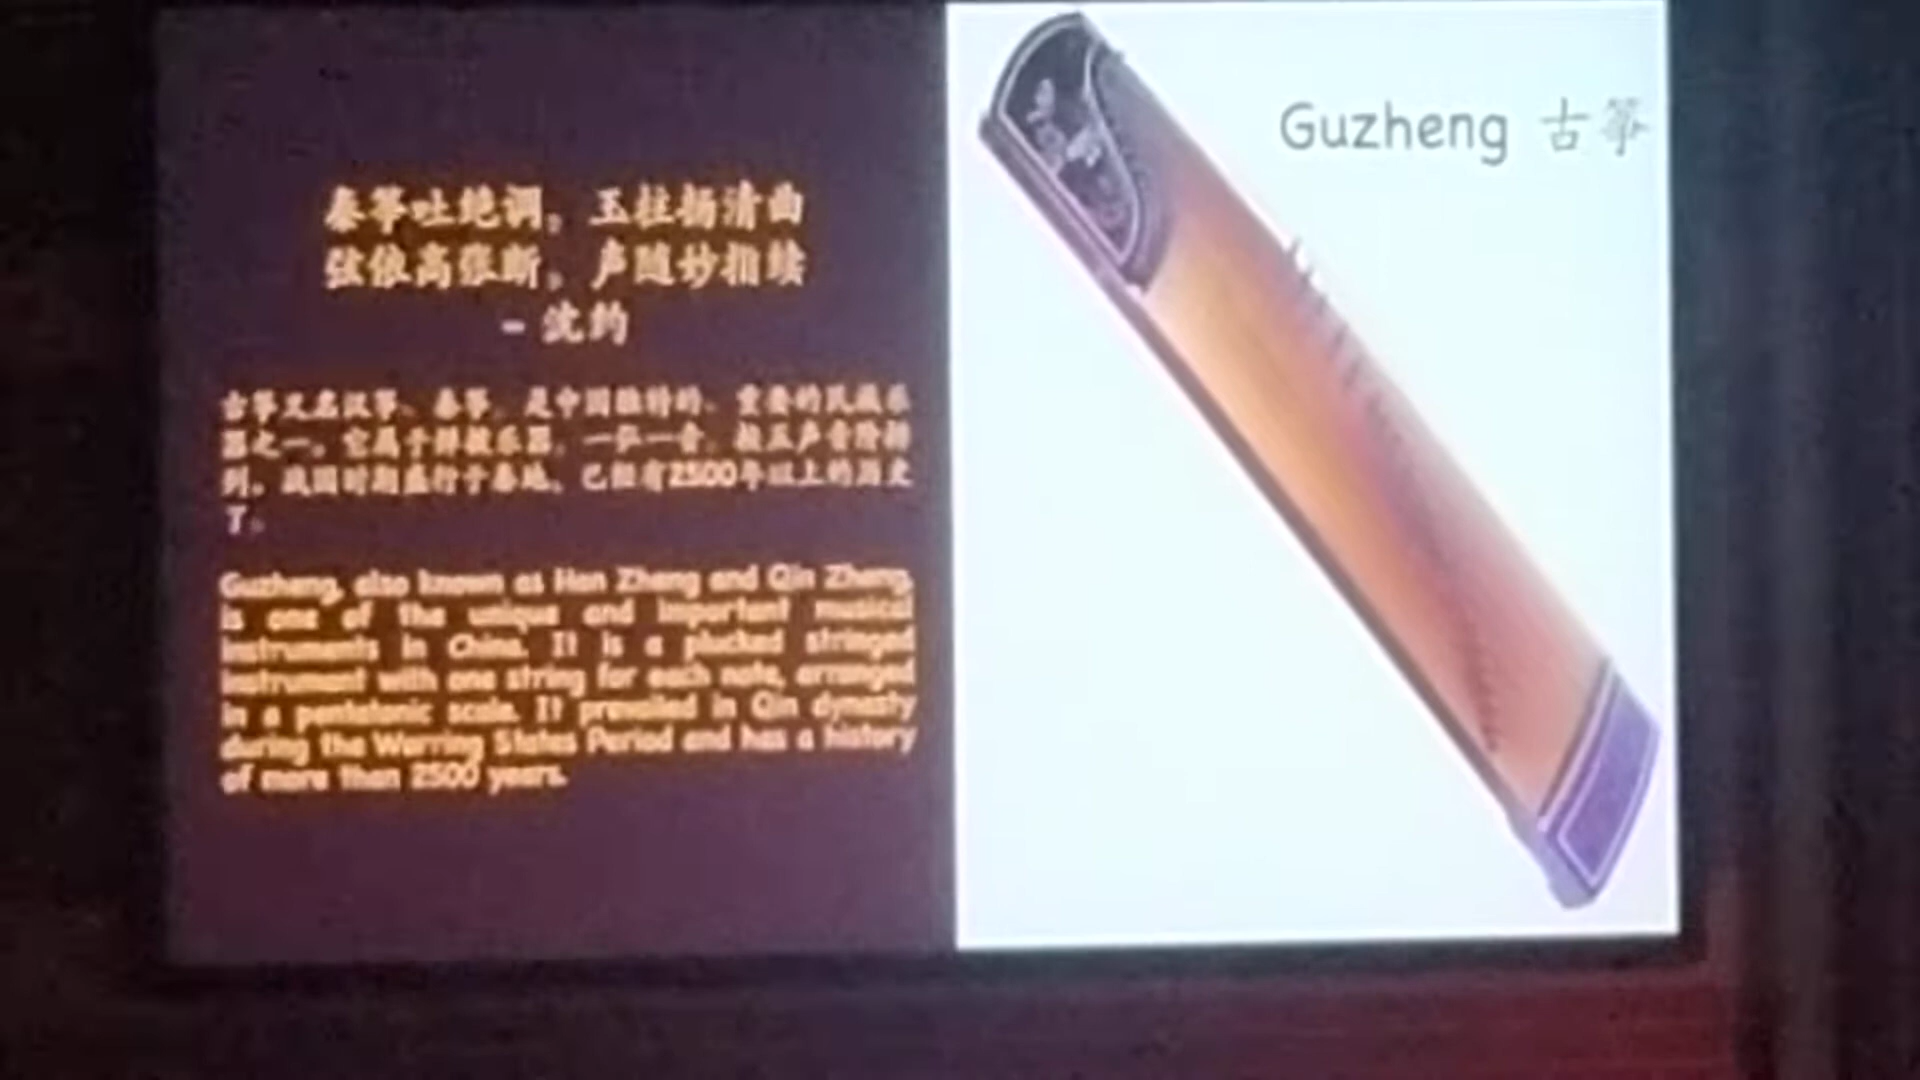 秦筝吐绝调，玉柱扬清曲
弦依高张断，声随妙指续
- 沈约
古筝又名汉筝、秦筝，是中国独特的、重要的民族乐
器之一。它属于弹拨乐器，一弦一音，按五声音阶排
列。战国时期盛行于秦地，已经有2500年以上的历史
了。
Guzheng, also known as Han Zheng and Qin Zheng,
is one of the unique and important musical
instruments in China. It is a plucked stringed
instrument with one string for each note, arranged
in a pentatonic scale. It prevailed in Qin dynasty
during the Warring States Period and has a history
of more than 2500 years.
Guzheng 古筝